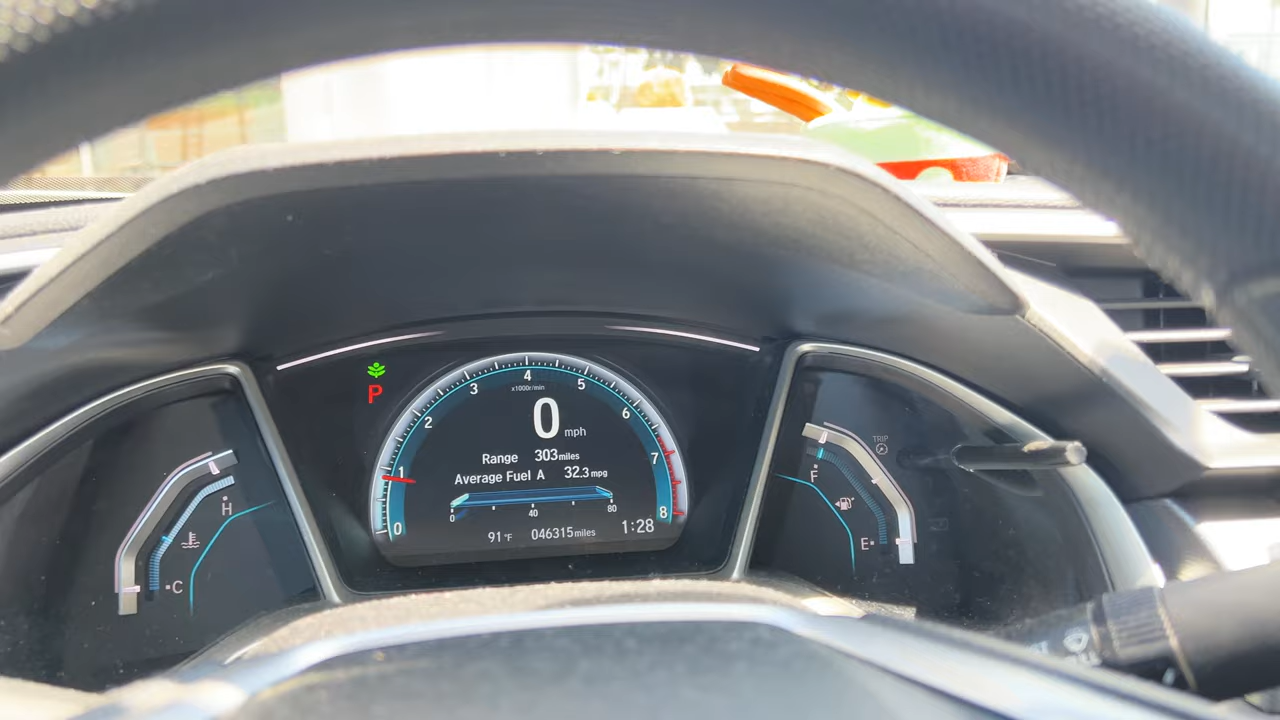 P
0 1 2 3 4 5 6 7 8
x1000r/min
0 mph
Range 303 miles
Average Fuel A 32.3 mpg
0 40 80
91 °F 046315 miles 1:28
H
C
TRIP
F
E